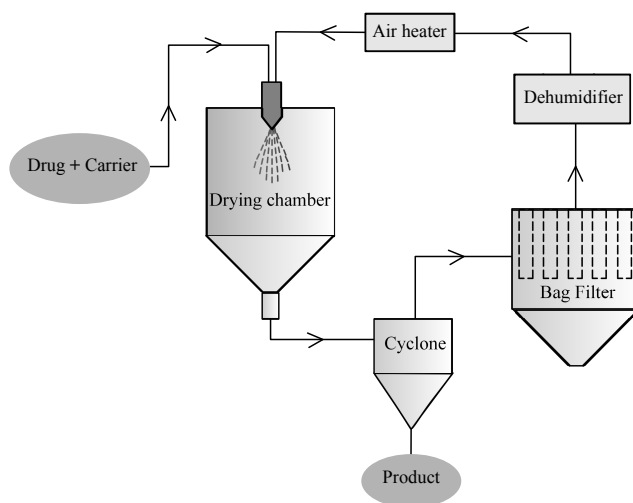 Air heater
Dehumidifier
Drug + Carrier
Drying chamber
Bag Filter
Cyclone
Product